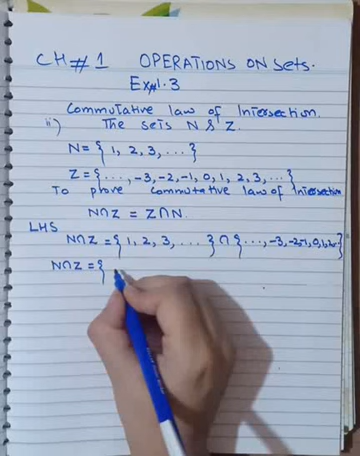 CH#1 OPERATIONS ON Sets.
Ex#1.3
Commutative law of Intersection.
ii) The sets N & Z.
N = { 1, 2, 3, ... }
Z = { ..., -3, -2, -1, 0, 1, 2, 3, ... }
To prove Commutative law of Intersection
N∩Z = Z∩N.
LHS
N∩Z = { 1, 2, 3, ... } ∩ { ..., -3, -2, -1, 0, 1, 2, ... }
N∩Z = {